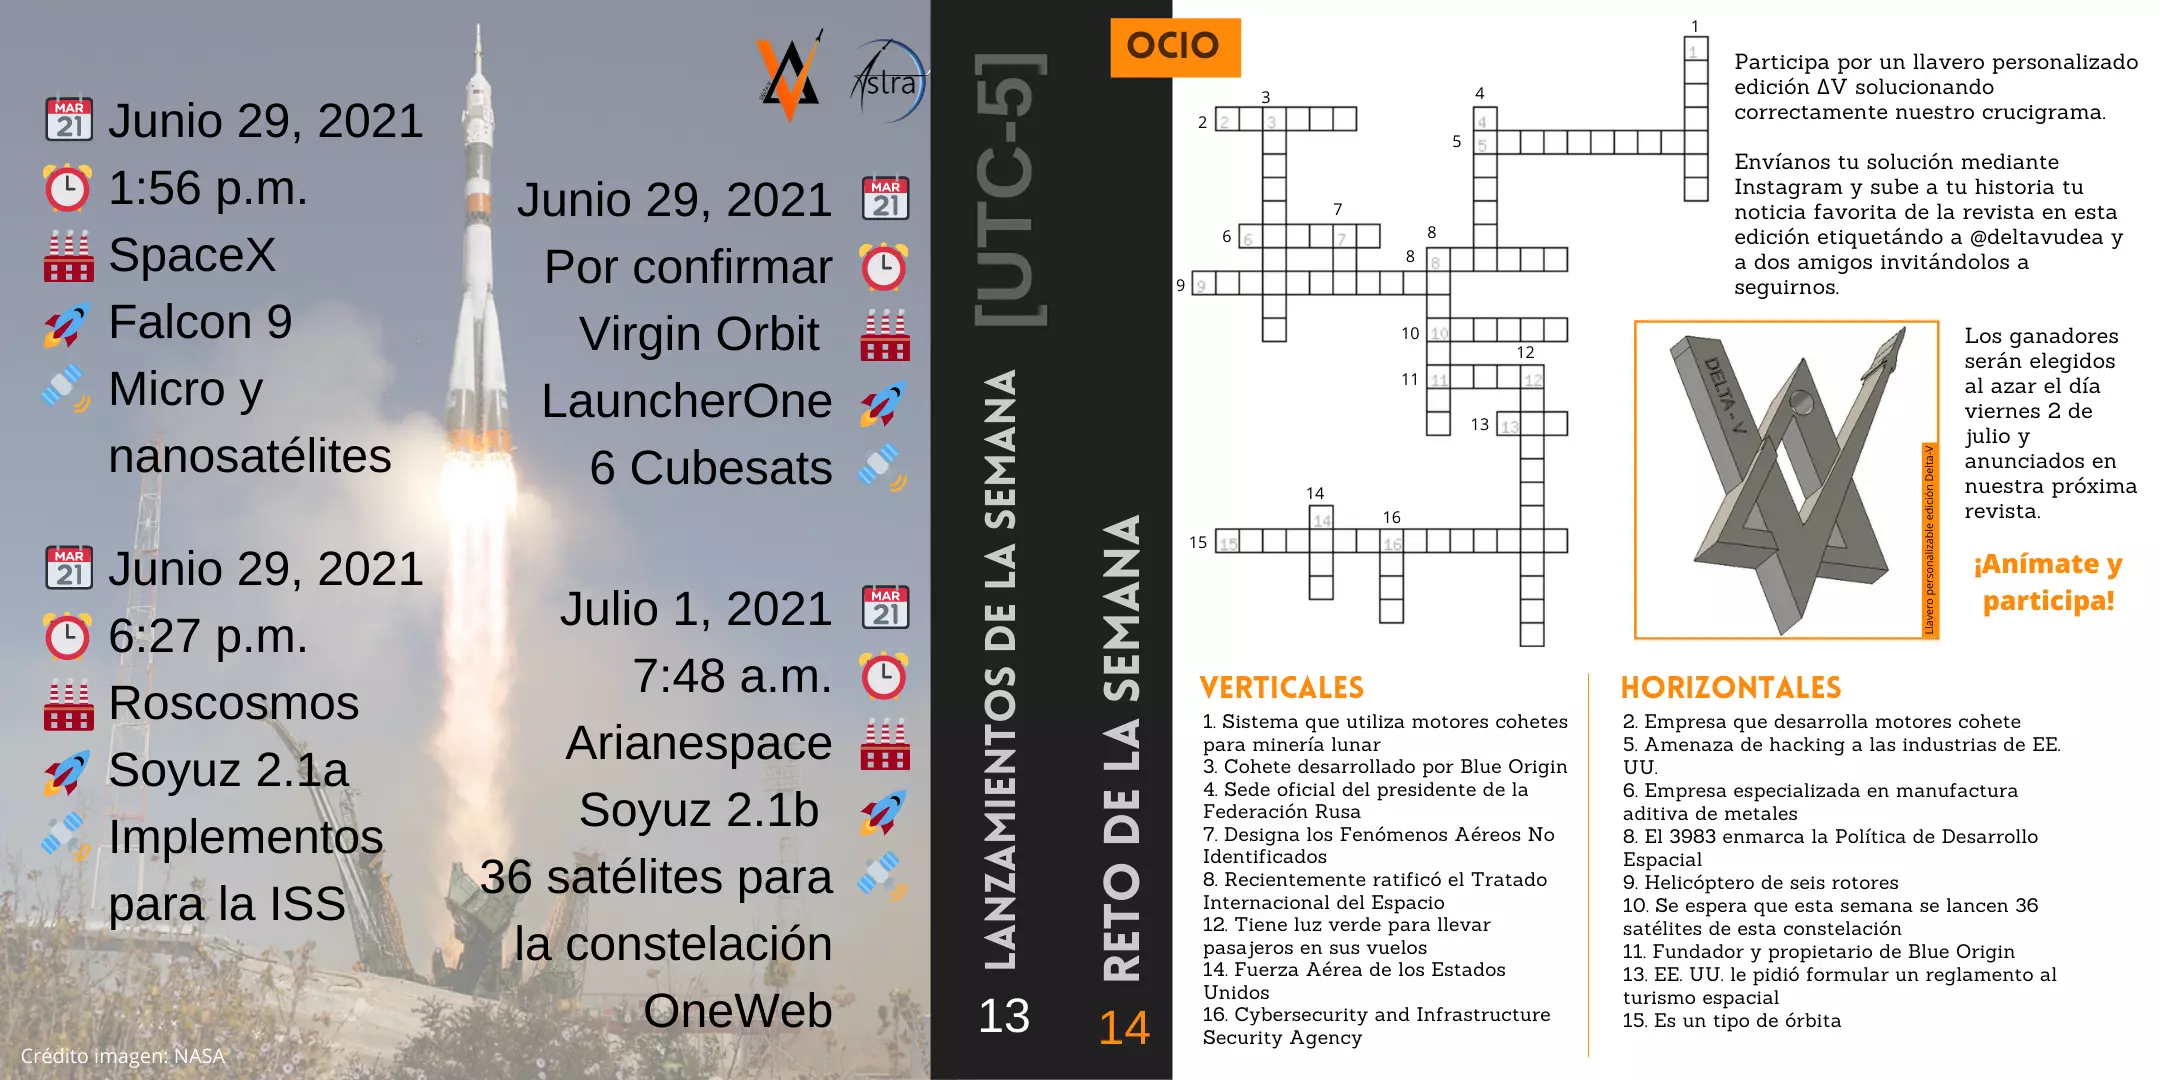 Junio 29, 2021
1:56 p.m.
SpaceX
Falcon 9
Micro y
nanosatélites
Junio 29, 2021
Por confirmar
Virgin Orbit
LauncherOne
6 Cubesats
Junio 29, 2021
6:27 p.m.
Roscosmos
Soyuz 2.1a
Implementos
para la ISS
Julio 1, 2021
7:48 a.m.
Arianespace
Soyuz 2.1b
36 satélites para
la constelación
OneWeb
Crédito imagen: NASA
Astra
MAR
21
MAR
21
MAR
21
MAR
21
LANZAMIENTOS DE LA SEMANA [UTC-5]
13
RETO DE LA SEMANA
14
OCIO
1
2
3
4
5
6
7
8
8
9
10
11
12
13
14
15
16
Participa por un llavero personalizado
edición ΔV solucionando
correctamente nuestro crucigrama.
Envíanos tu solución mediante
Instagram y sube a tu historia tu
noticia favorita de la revista en esta
edición etiquetándo a @deltavudea y
a dos amigos invitándolos a
seguirnos.
DELTA - V
Llavero personalizable edición Delta-V
Los ganadores
serán elegidos
al azar el día
viernes 2 de
julio y
anunciados en
nuestra próxima
revista.
¡Anímate y
participa!
VERTICALES
1. Sistema que utiliza motores cohetes
para minería lunar
3. Cohete desarrollado por Blue Origin
4. Sede oficial del presidente de la
Federación Rusa
7. Designa los Fenómenos Aéreos No
Identificados
8. Recientemente ratificó el Tratado
Internacional del Espacio
12. Tiene luz verde para llevar
pasajeros en sus vuelos
14. Fuerza Aérea de los Estados
Unidos
16. Cybersecurity and Infrastructure
Security Agency
HORIZONTALES
2. Empresa que desarrolla motores cohete
5. Amenaza de hacking a las industrias de EE.
UU.
6. Empresa especializada en manufactura
aditiva de metales
8. El 3983 enmarca la Política de Desarrollo
Espacial
9. Helicóptero de seis rotores
10. Se espera que esta semana se lancen 36
satélites de esta constelación
11. Fundador y propietario de Blue Origin
13. EE. UU. le pidió formular un reglamento al
turismo espacial
15. Es un tipo de órbita